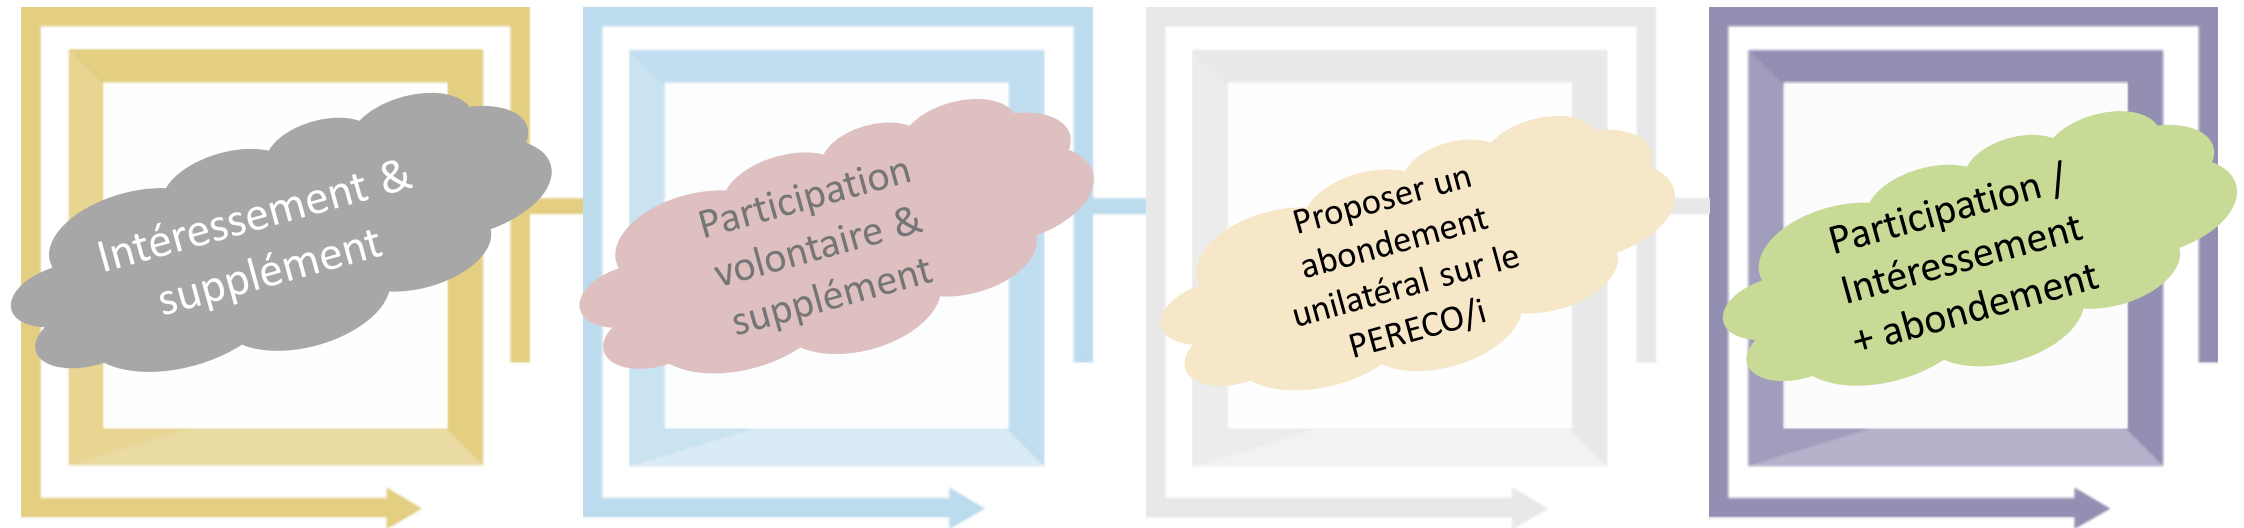 Intéressement &
supplément
Participation
volontaire &
supplément
Proposer un
abondement
unilatéral sur le
PERECO/i
Participation /
Intéressement
+ abondement